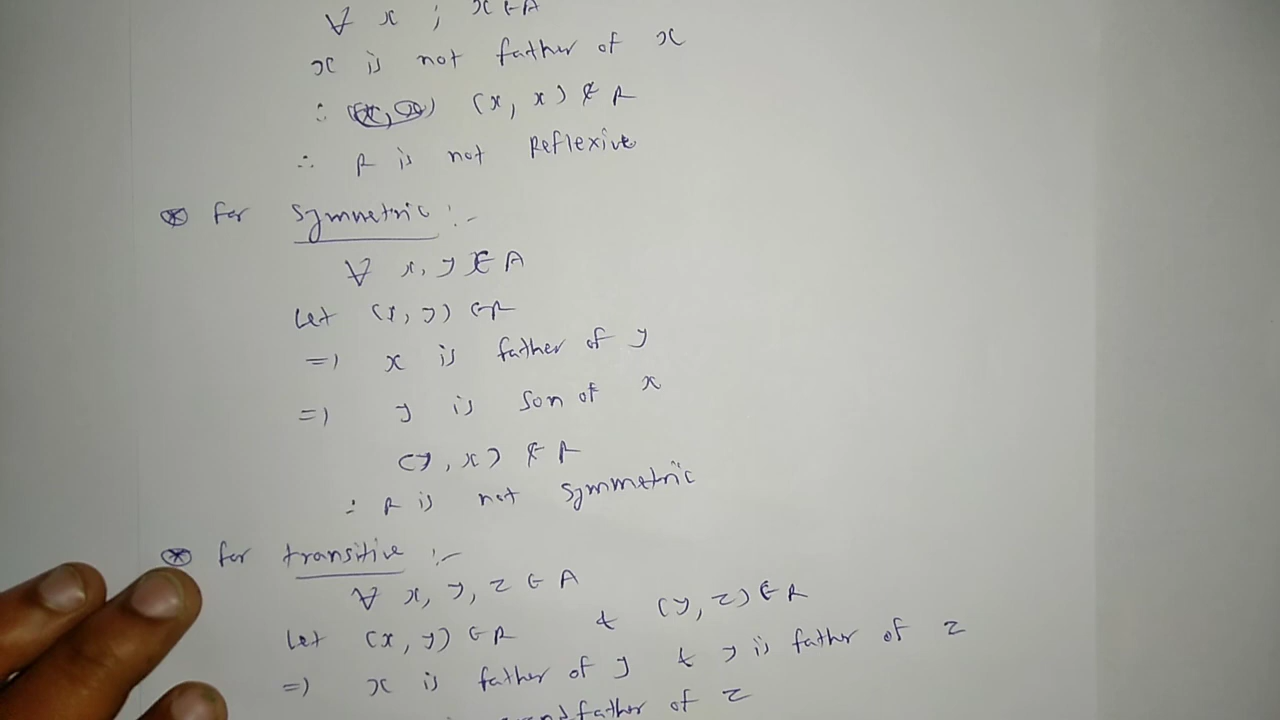 ∀ x ; x ∈ A
x is not father of x
∴ (x, x) ∉ R
∴ R is not Reflexive
⊛ for symmetric :-
∀ x, y ∈ A
Let (x, y) ∈ R
=) x is father of y
=) y is son of x
(y, x) ∉ R
∴ R is not symmetric
⊛ for transitive :-
∀ x, y, z ∈ A
Let (x, y) ∈ R & (y, z) ∈ R
=) x is father of y & y is father of z
of z